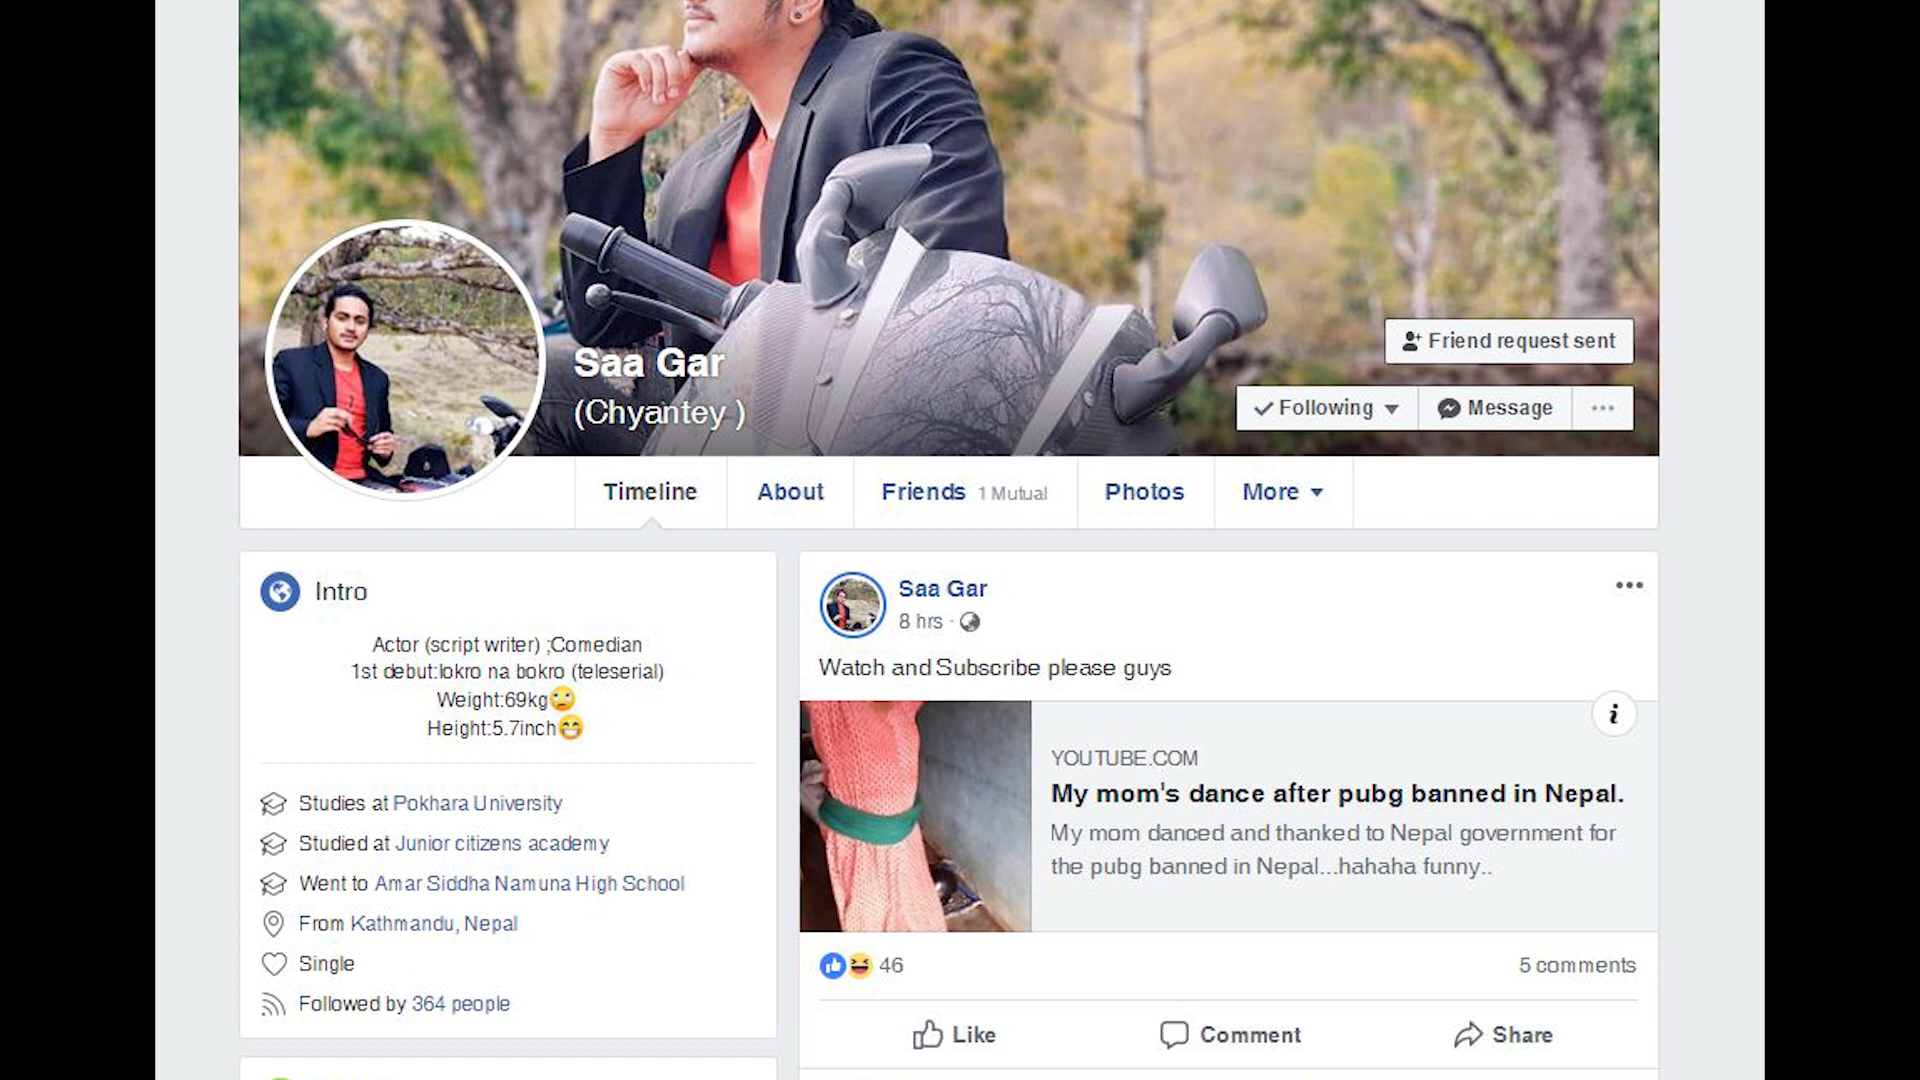 Saa Gar
(Chyantey )
Friend request sent
Following
Message
Timeline
About
Friends 1 Mutual
Photos
More
Intro
Actor (script writer) ;Comedian
1st debut:lokro na bokro (teleserial)
Weight:69kg🙄
Height:5.7inch😁
Studies at Pokhara University
Studied at Junior citizens academy
Went to Amar Siddha Namuna High School
From Kathmandu, Nepal
Single
Followed by 364 people
Saa Gar
8 hrs ·
Watch and Subscribe please guys
YOUTUBE.COM
My mom's dance after pubg banned in Nepal.
My mom danced and thanked to Nepal government for
the pubg banned in Nepal...hahaha funny..
46
5 comments
Like
Comment
Share